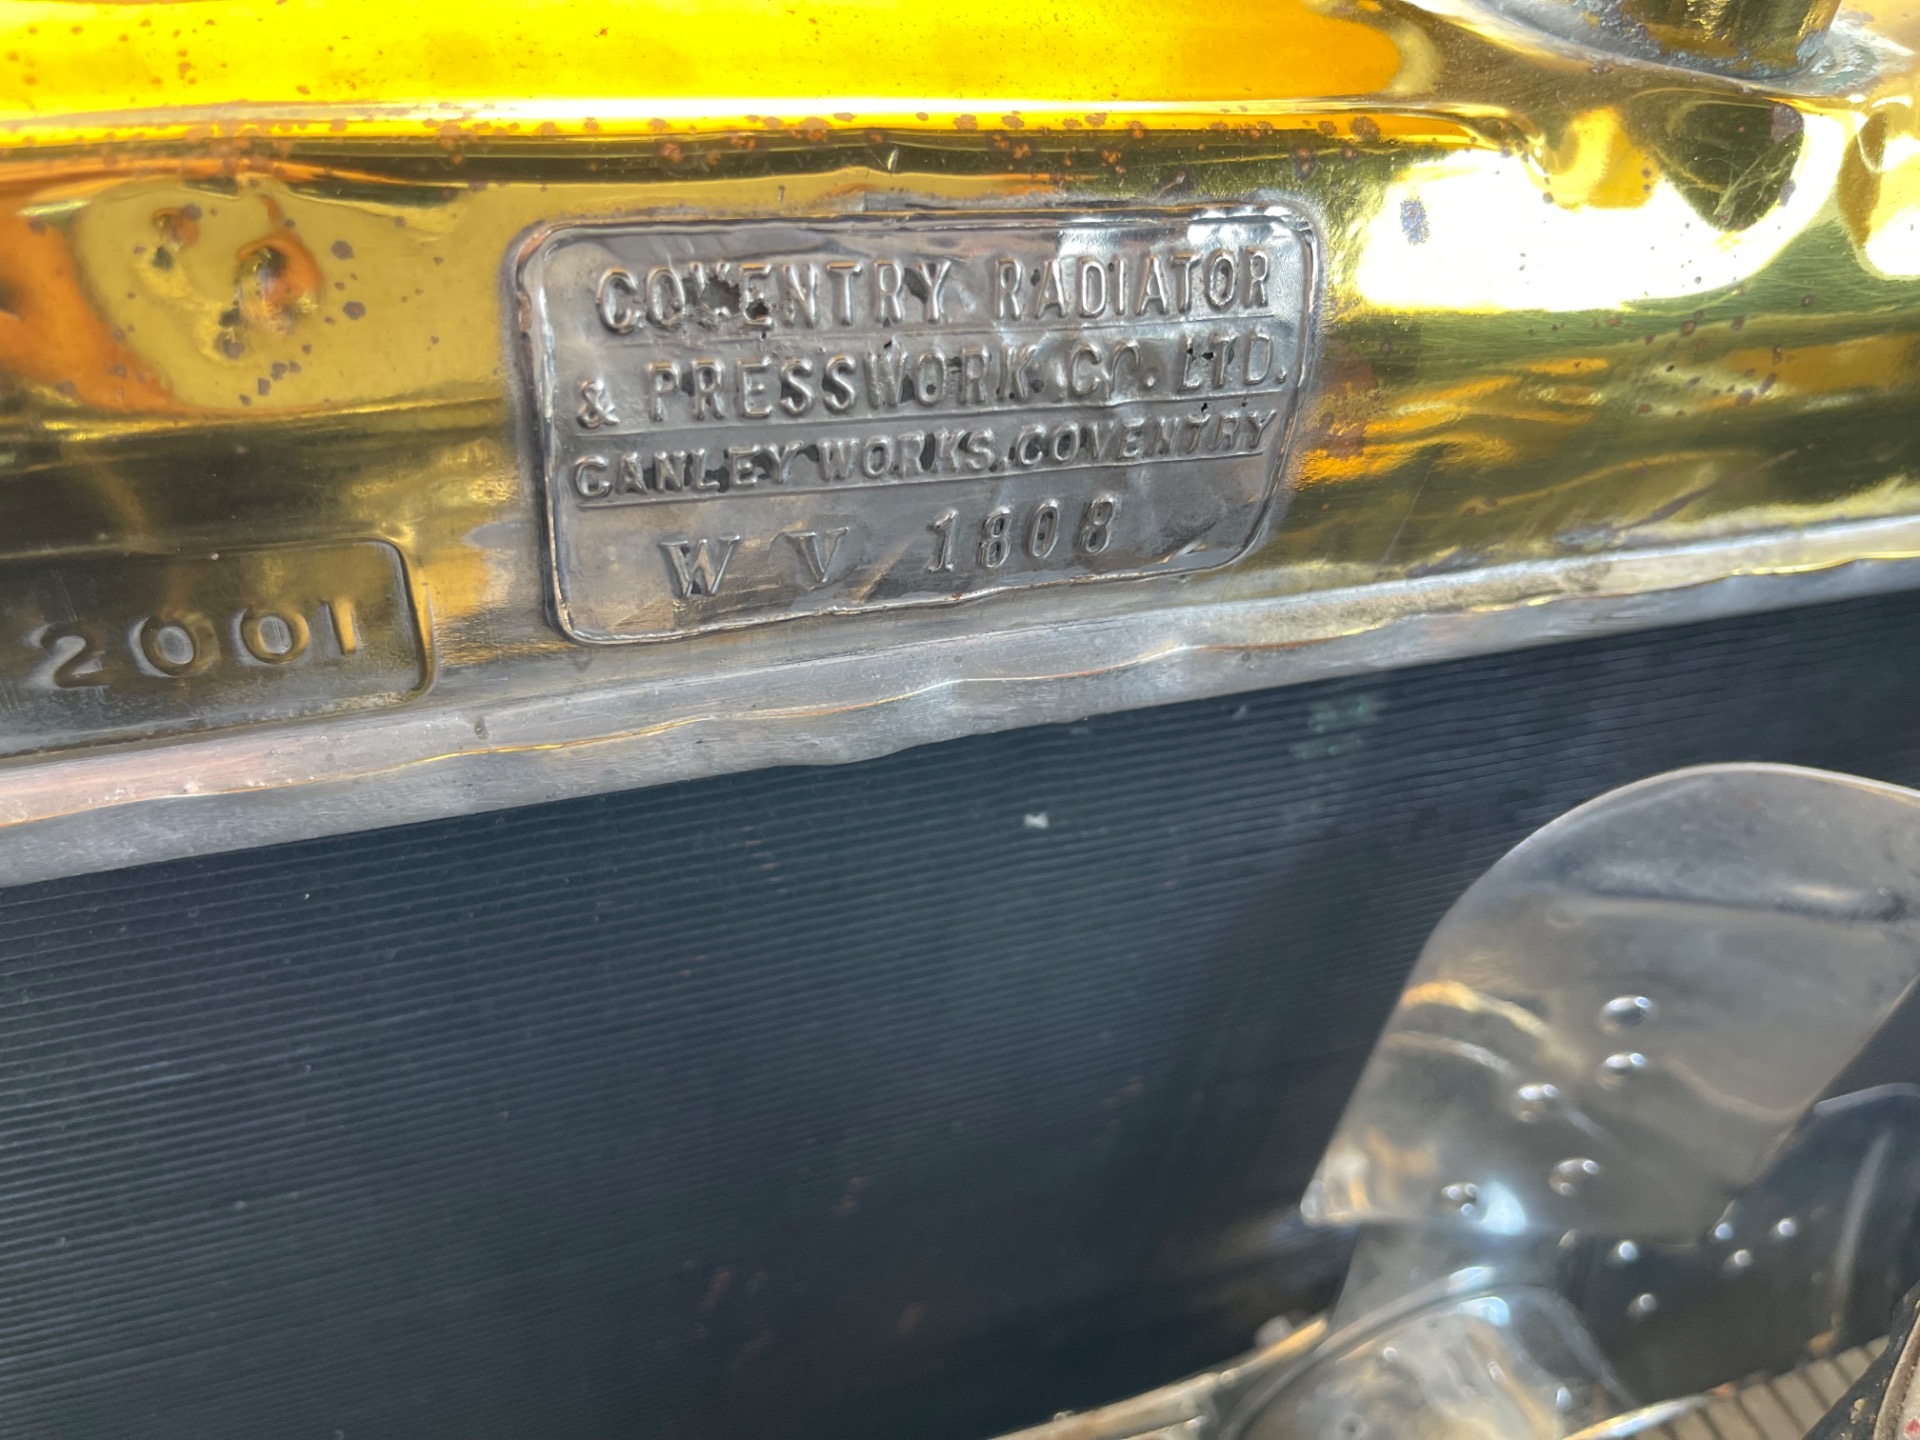 COVENTRY RADIATOR
& PRESSWORK CO. LTD.
CANLEY WORKS. COVENTRY
W V 1808
2001